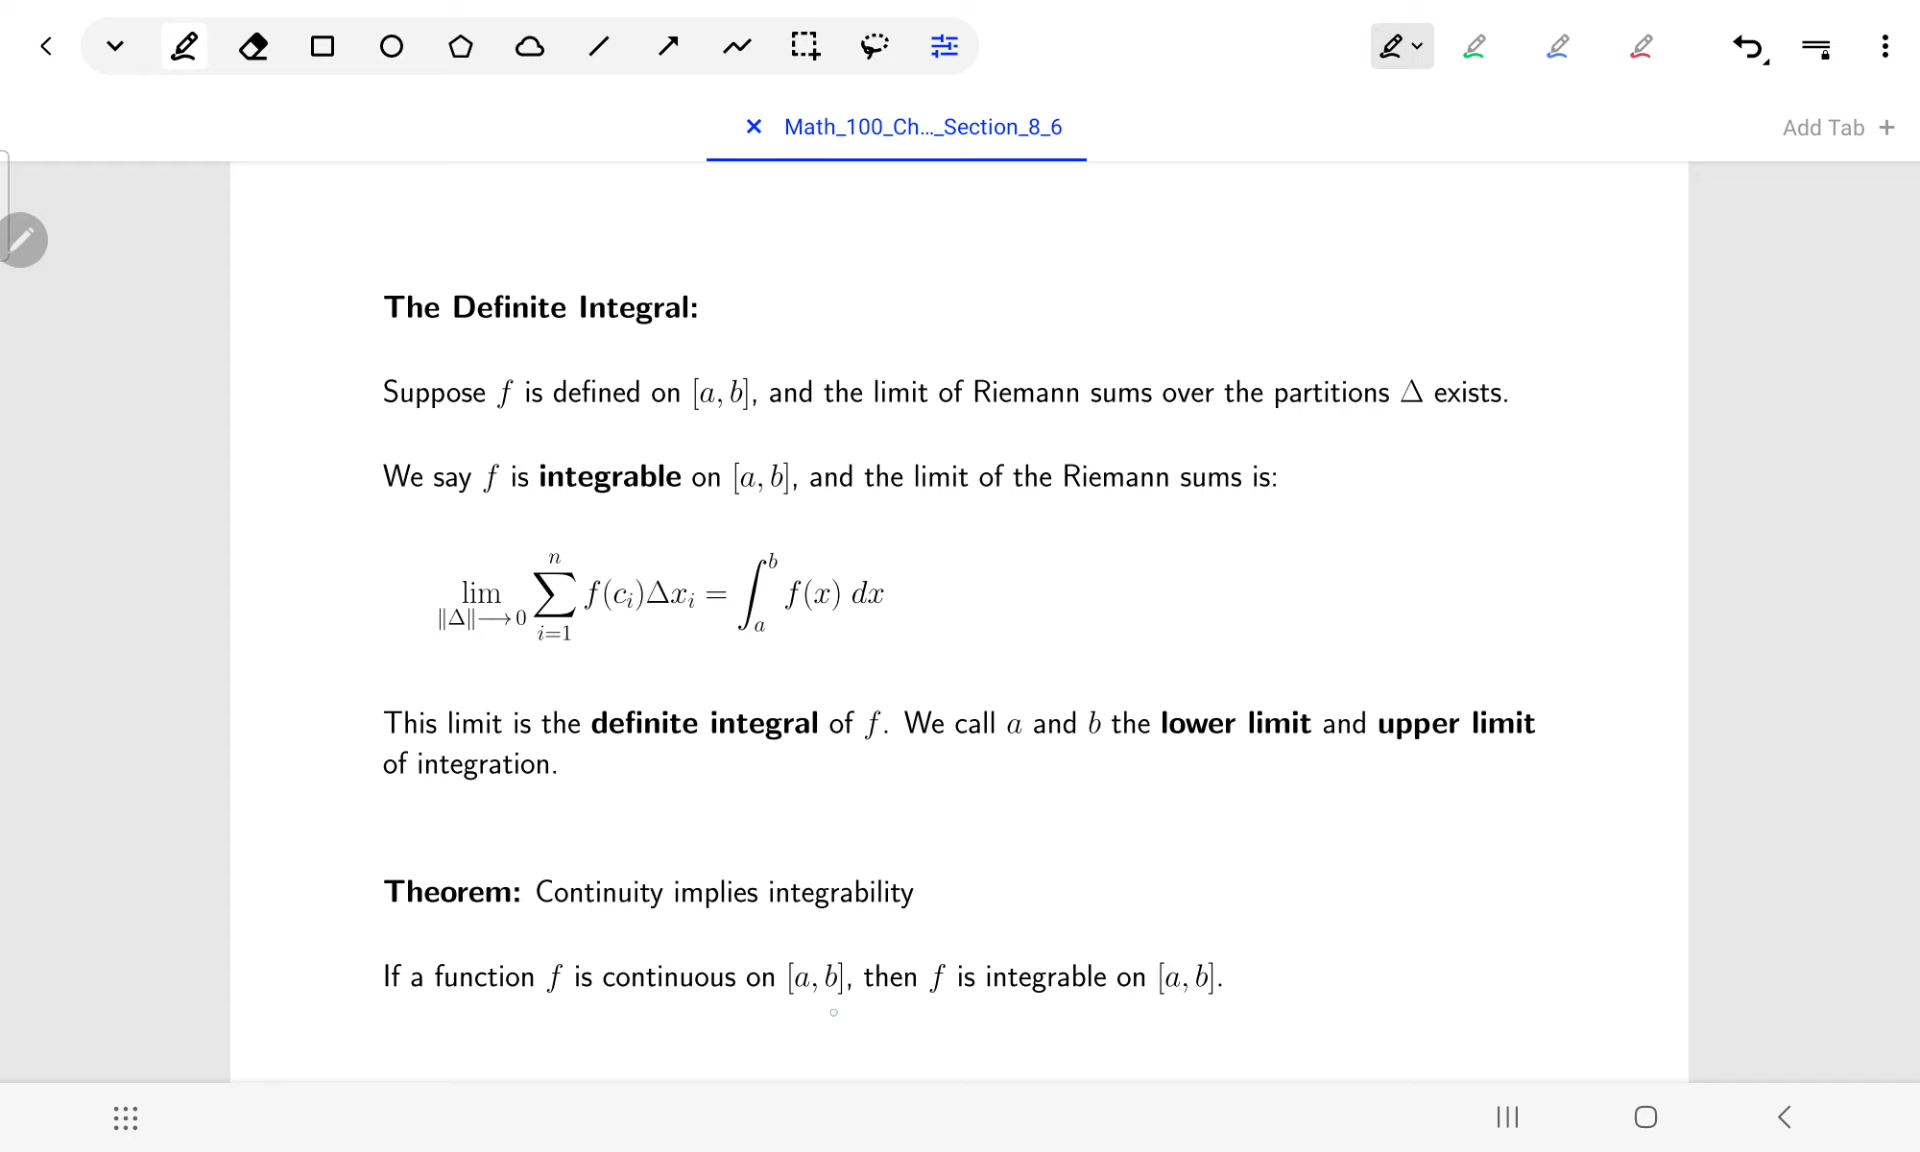 Math_100_Ch..._Section_8_6
Add Tab +
The Definite Integral:
Suppose f is defined on [a, b], and the limit of Riemann sums over the partitions Δ exists.
We say f is integrable on [a, b], and the limit of the Riemann sums is:
lim_{‖Δ‖⟶0} ∑_{i=1}^{n} f(c_i)Δx_i = ∫_a^b f(x) dx
This limit is the definite integral of f. We call a and b the lower limit and upper limit
of integration.
Theorem: Continuity implies integrability
If a function f is continuous on [a, b], then f is integrable on [a, b].